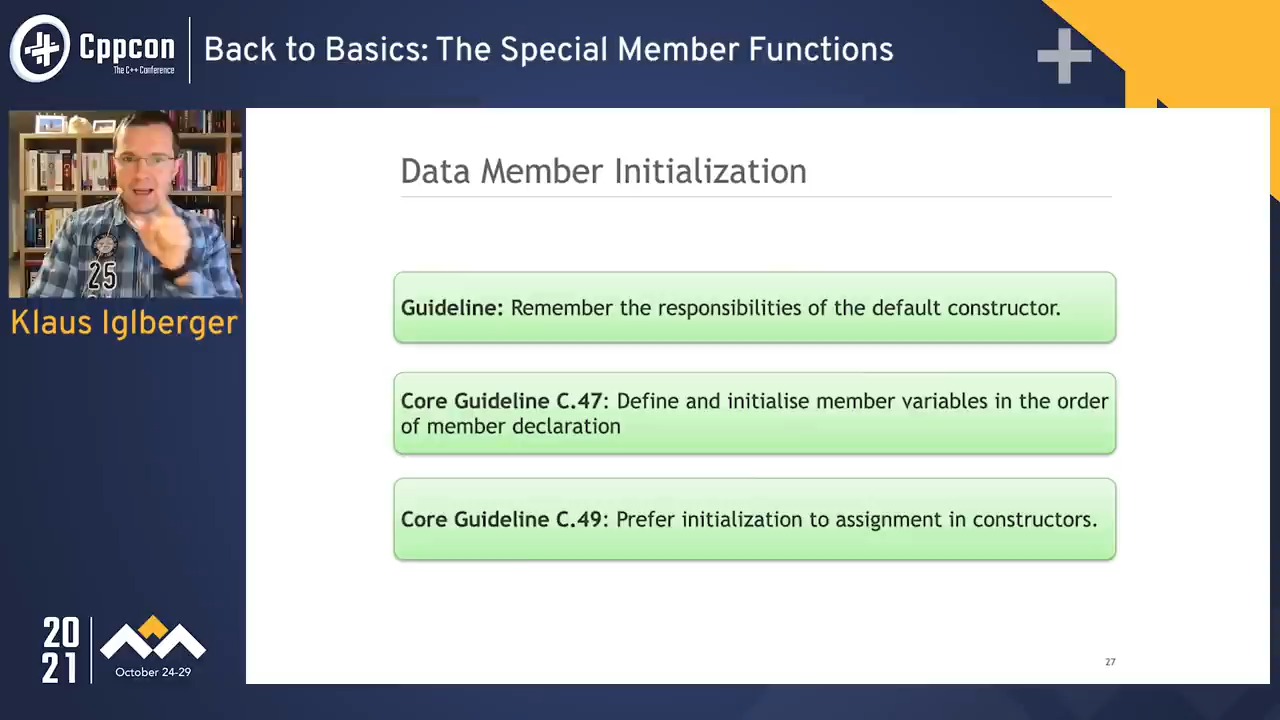 Cppcon
The C++ Conference
Back to Basics: The Special Member Functions
25
Klaus Iglberger
Data Member Initialization
Guideline: Remember the responsibilities of the default constructor.
Core Guideline C.47: Define and initialise member variables in the order
of member declaration
Core Guideline C.49: Prefer initialization to assignment in constructors.
27
20
21
October 24-29